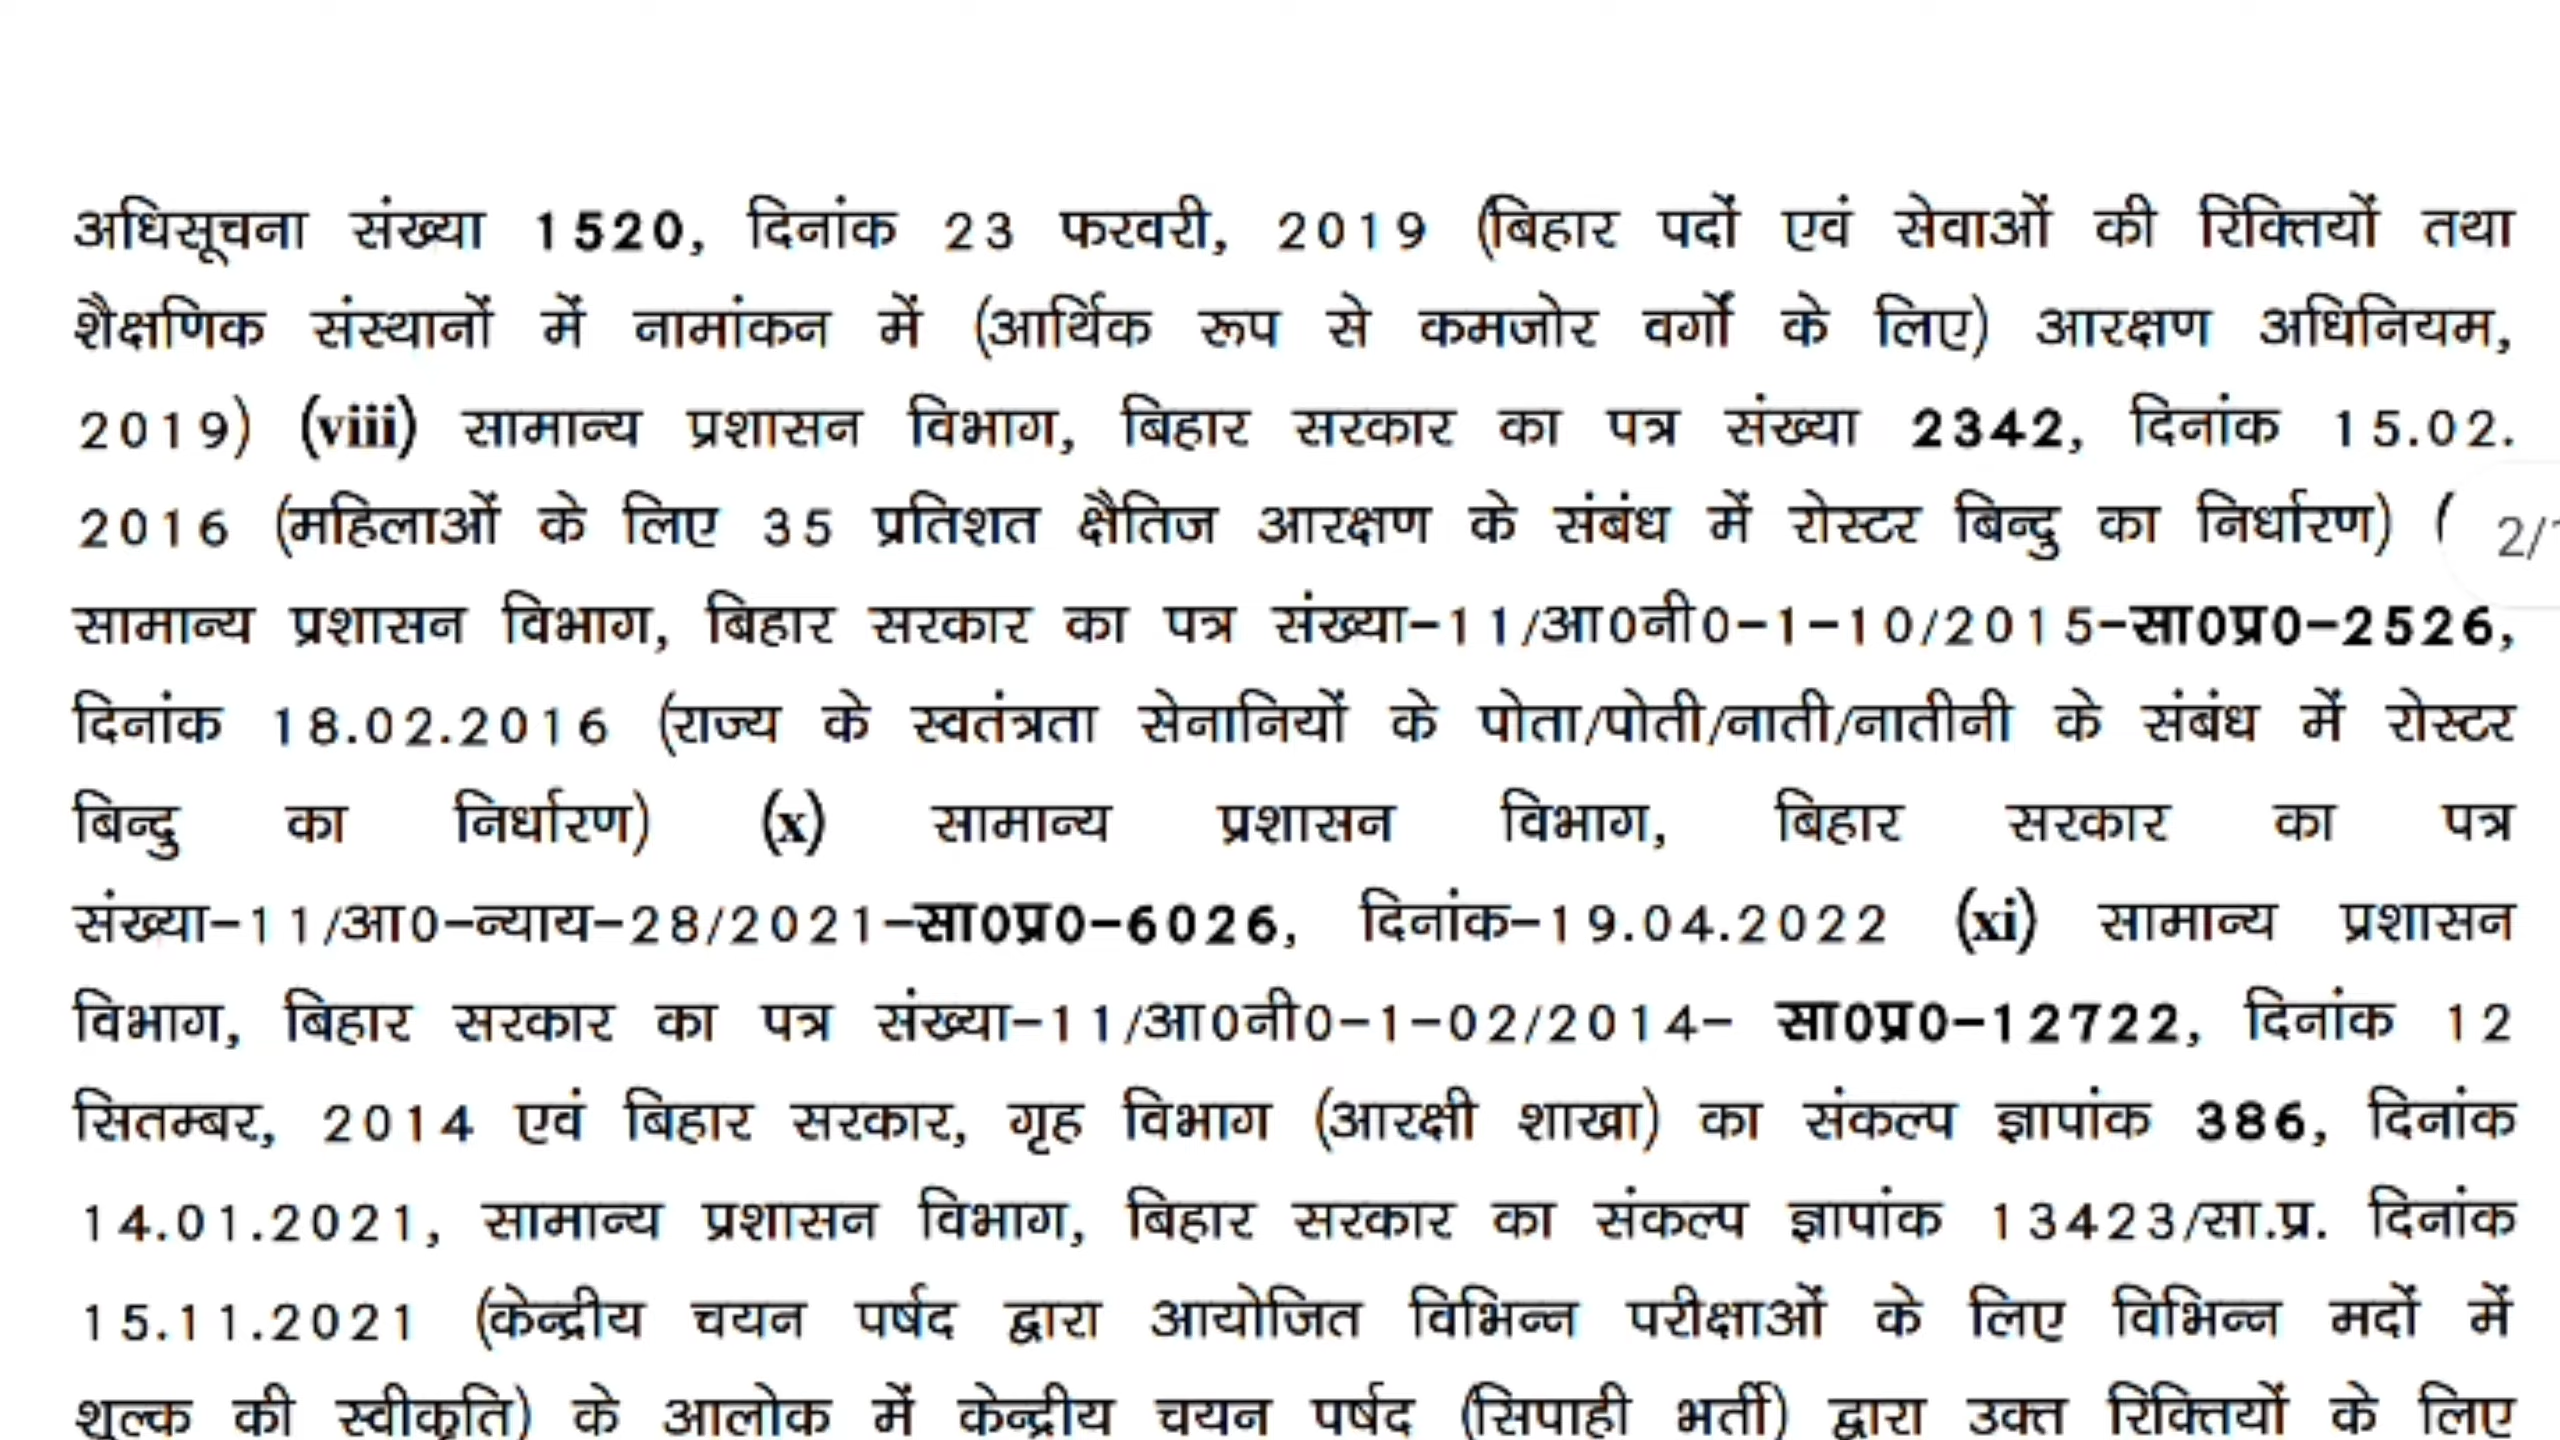 अधिसूचना संख्या 1520, दिनांक 23 फरवरी, 2019 (बिहार पदों एवं सेवाओं की रिक्तियों तथा
शैक्षणिक संस्थानों में नामांकन में (आर्थिक रूप से कमजोर वर्गों के लिए) आरक्षण अधिनियम,
2019) (viii) सामान्य प्रशासन विभाग, बिहार सरकार का पत्र संख्या 2342, दिनांक 15.02.
2016 (महिलाओं के लिए 35 प्रतिशत क्षैतिज आरक्षण के संबंध में रोस्टर बिन्दु का निर्धारण) (
2/
सामान्य प्रशासन विभाग, बिहार सरकार का पत्र संख्या-11/आ0नी0-1-10/2015-सा0प्र0-2526,
दिनांक 18.02.2016 (राज्य के स्वतंत्रता सेनानियों के पोता/पोती/नाती/नातीनी के संबंध में रोस्टर
बिन्दु का निर्धारण) (x) सामान्य प्रशासन विभाग, बिहार सरकार का पत्र
संख्या-11/आ0-न्याय-28/2021-सा0प्र0-6026, दिनांक-19.04.2022 (xi) सामान्य प्रशासन
विभाग, बिहार सरकार का पत्र संख्या-11/आ0नी0-1-02/2014- सा0प्र0-12722, दिनांक 12
सितम्बर, 2014 एवं बिहार सरकार, गृह विभाग (आरक्षी शाखा) का संकल्प ज्ञापांक 386, दिनांक
14.01.2021, सामान्य प्रशासन विभाग, बिहार सरकार का संकल्प ज्ञापांक 13423/सा.प्र. दिनांक
15.11.2021 (केन्द्रीय चयन पर्षद द्वारा आयोजित विभिन्न परीक्षाओं के लिए विभिन्न मदों में
शुल्क की स्वीकृति) के आलोक में केन्द्रीय चयन पर्षद (सिपाही भर्ती) द्वारा उक्त रिक्तियों के लिए